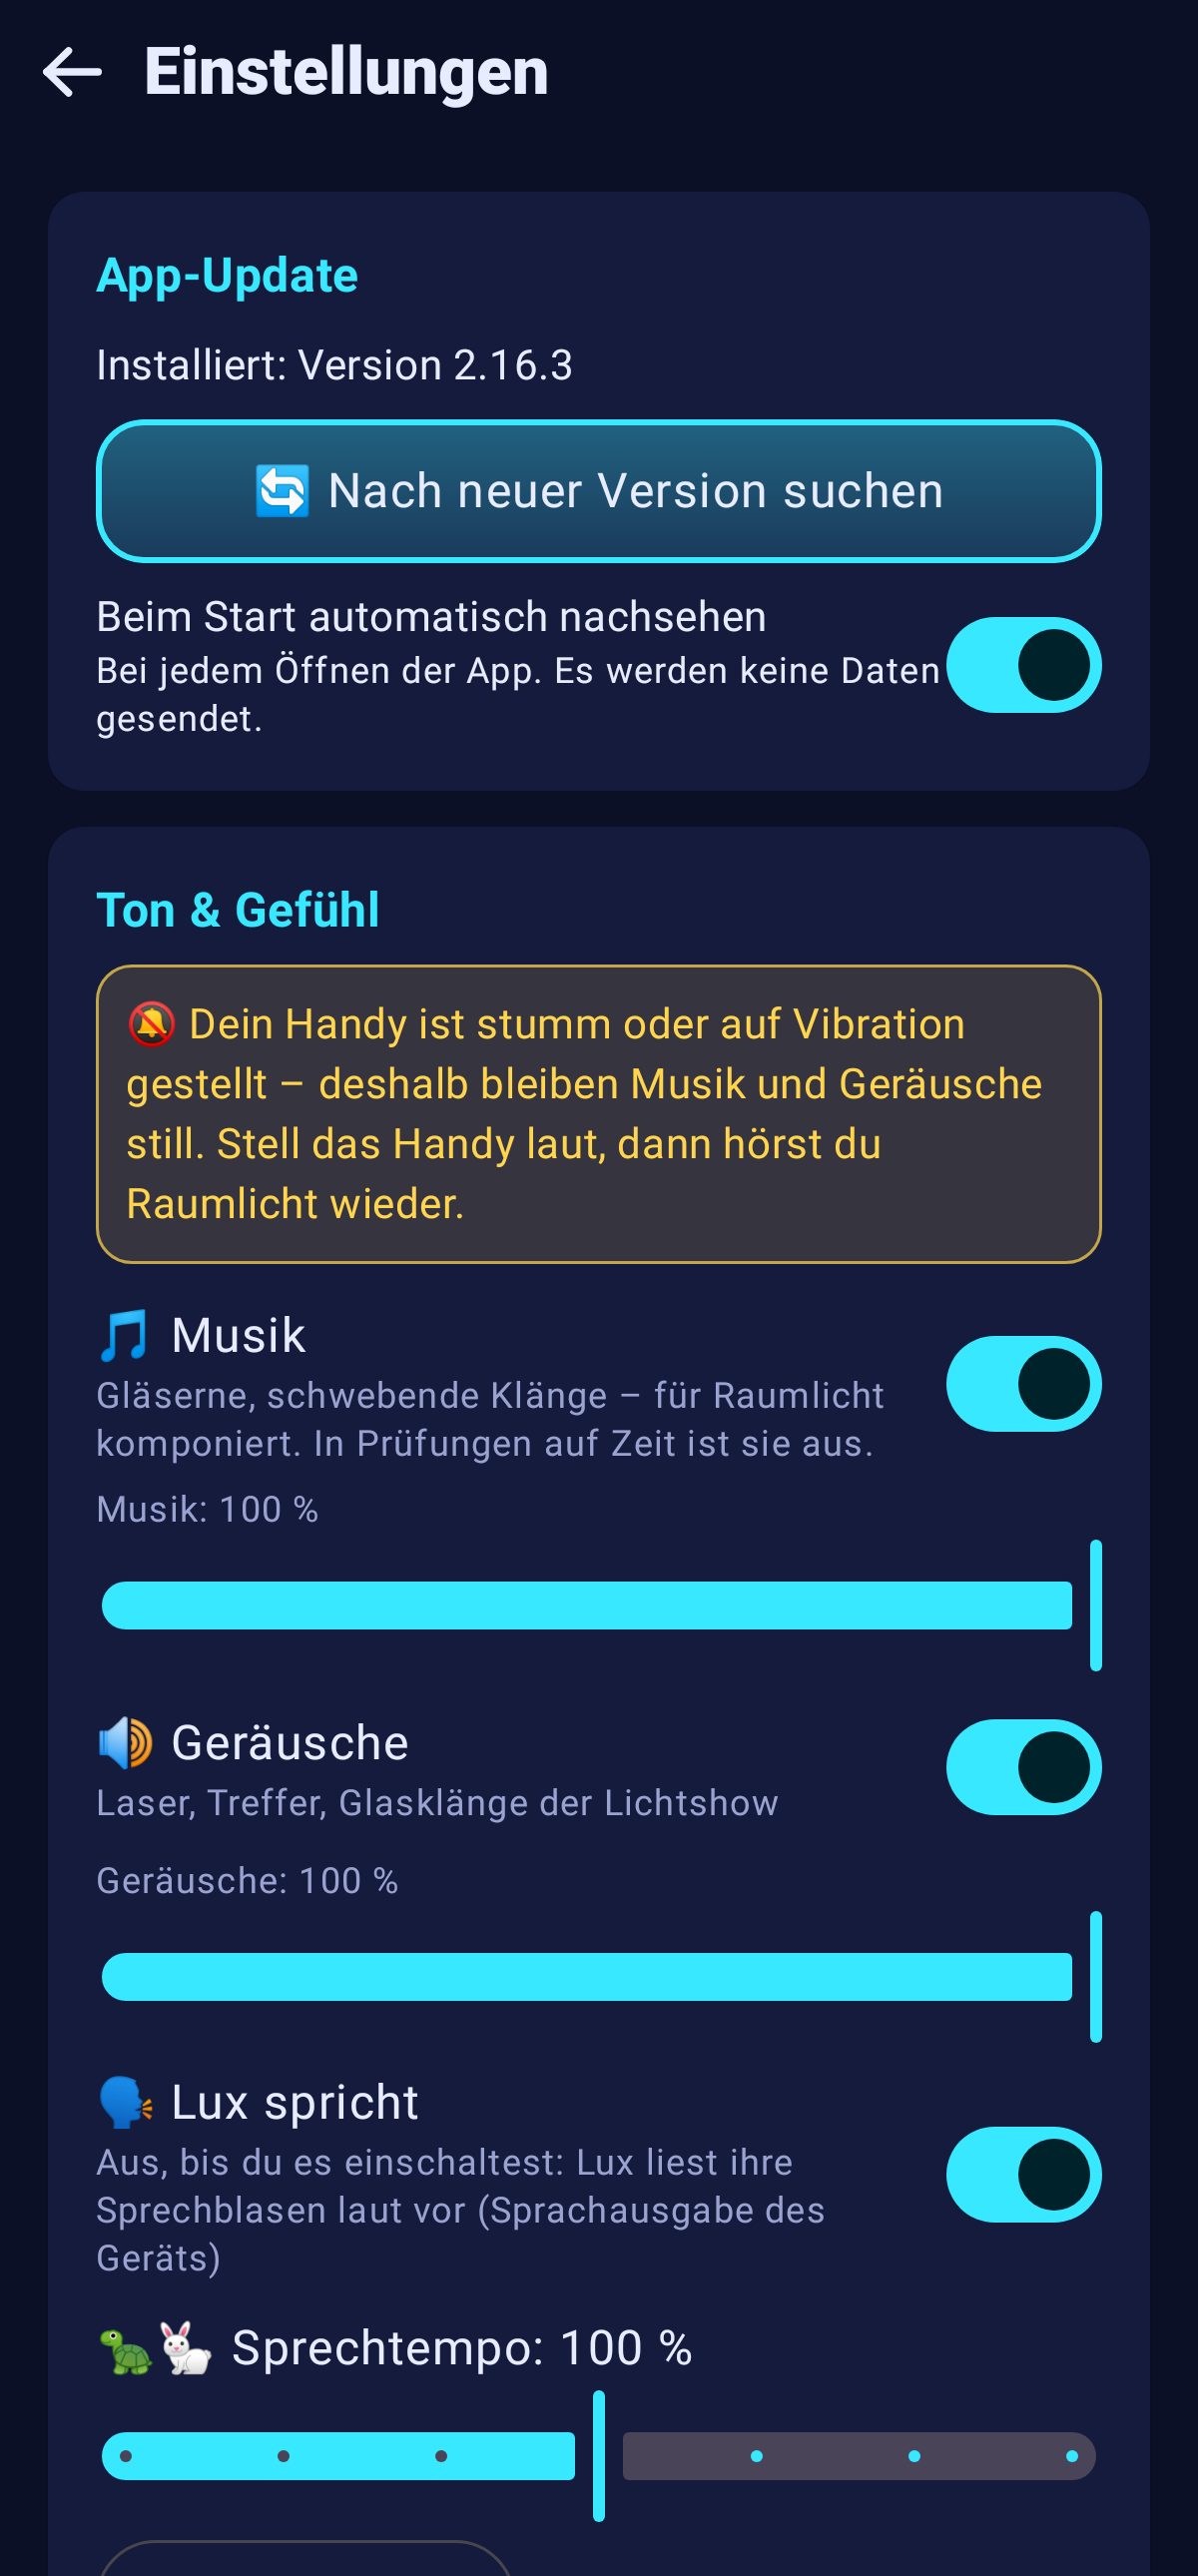 Einstellungen
App-Update
Installiert: Version 2.16.3
🔄 Nach neuer Version suchen
Beim Start automatisch nachsehen
Bei jedem Öffnen der App. Es werden keine Daten
gesendet.
Ton & Gefühl
🔕 Dein Handy ist stumm oder auf Vibration
gestellt – deshalb bleiben Musik und Geräusche
still. Stell das Handy laut, dann hörst du
Raumlicht wieder.
🎵 Musik
Gläserne, schwebende Klänge – für Raumlicht
komponiert. In Prüfungen auf Zeit ist sie aus.
Musik: 100 %
🔊 Geräusche
Laser, Treffer, Glasklänge der Lichtshow
Geräusche: 100 %
🗣️ Lux spricht
Aus, bis du es einschaltest: Lux liest ihre
Sprechblasen laut vor (Sprachausgabe des
Geräts)
🐢🐇 Sprechtempo: 100 %